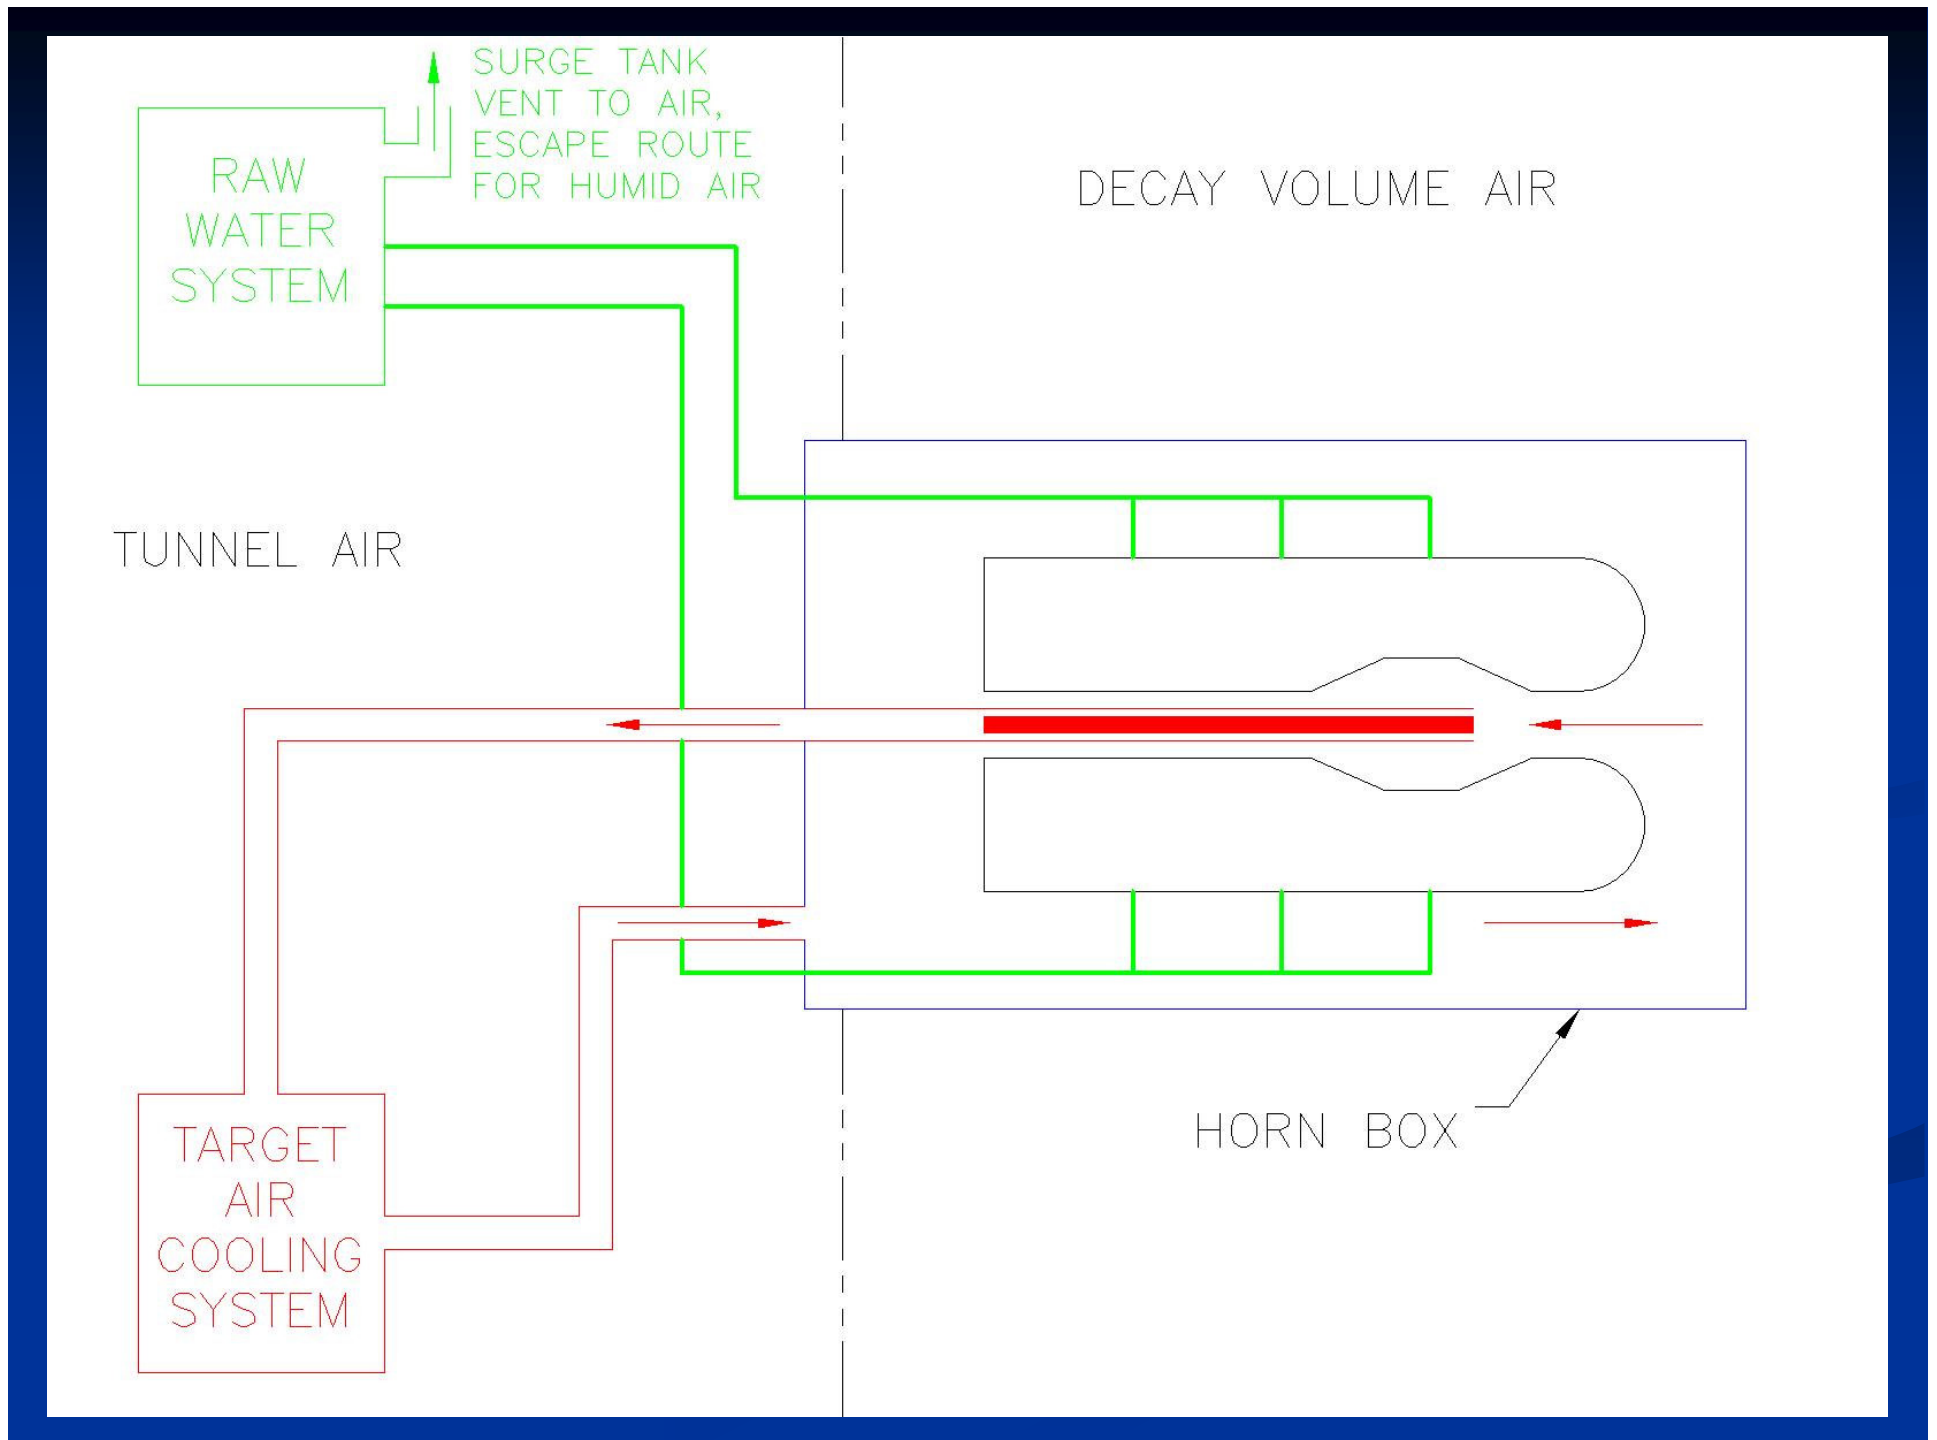 SURGE TANK
VENT TO AIR,
ESCAPE ROUTE
FOR HUMID AIR
RAW
WATER
SYSTEM
DECAY VOLUME AIR
TUNNEL AIR
HORN BOX
TARGET
AIR
COOLING
SYSTEM